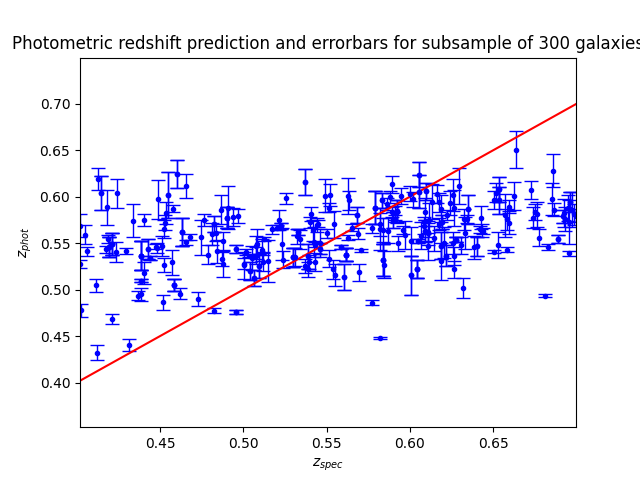 Photometric redshift prediction and errorbars for subsample of 300 galaxies
0.70
0.65
0.60
0.55
0.50
0.45
0.40
z_phot
0.45 0.50 0.55 0.60 0.65
z_spec